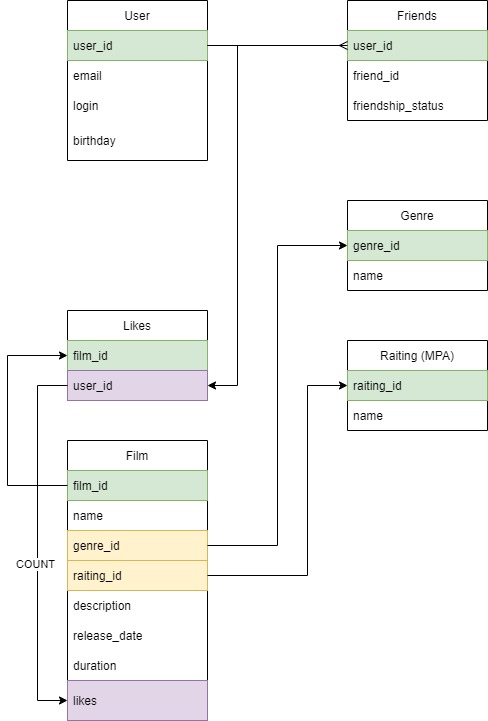 User
user_id
email
login
birthday
Friends
user_id
friend_id
friendship_status
Genre
genre_id
name
Likes
film_id
user_id
Raiting (MPA)
raiting_id
name
Film
film_id
name
genre_id
raiting_id
description
release_date
duration
likes
COUNT